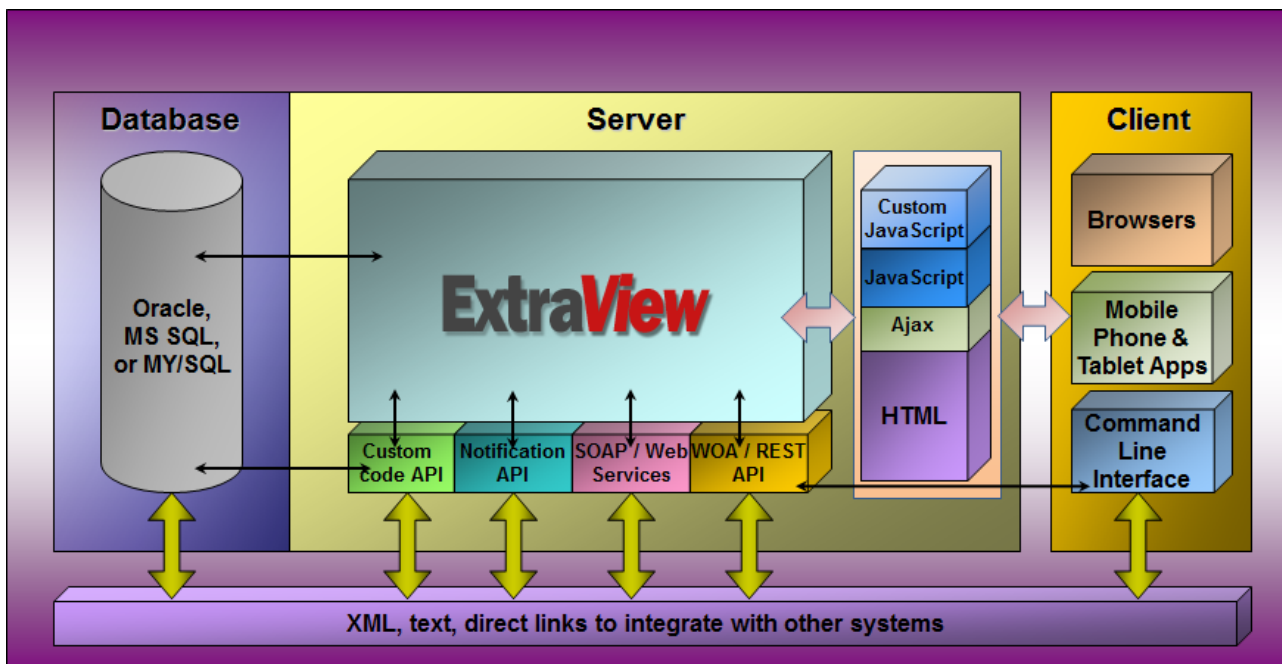 Database
Oracle,
MS SQL,
or MY/SQL
Server
ExtraView
Custom
code API
Notification
API
SOAP / Web
Services
WOA / REST
API
Custom
JavaScript
JavaScript
Ajax
HTML
Client
Browsers
Mobile
Phone &
Tablet Apps
Command
Line
Interface
XML, text, direct links to integrate with other systems